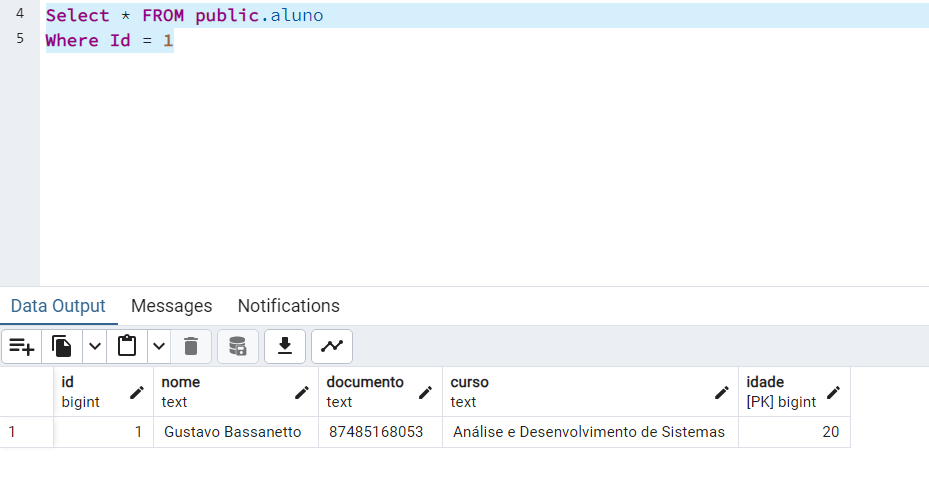 4 Select * FROM public.aluno
5 Where Id = 1
Data Output Messages Notifications
id nome documento curso idade
bigint text text text [PK] bigint
1 1 Gustavo Bassanetto 87485168053 Análise e Desenvolvimento de Sistemas 20